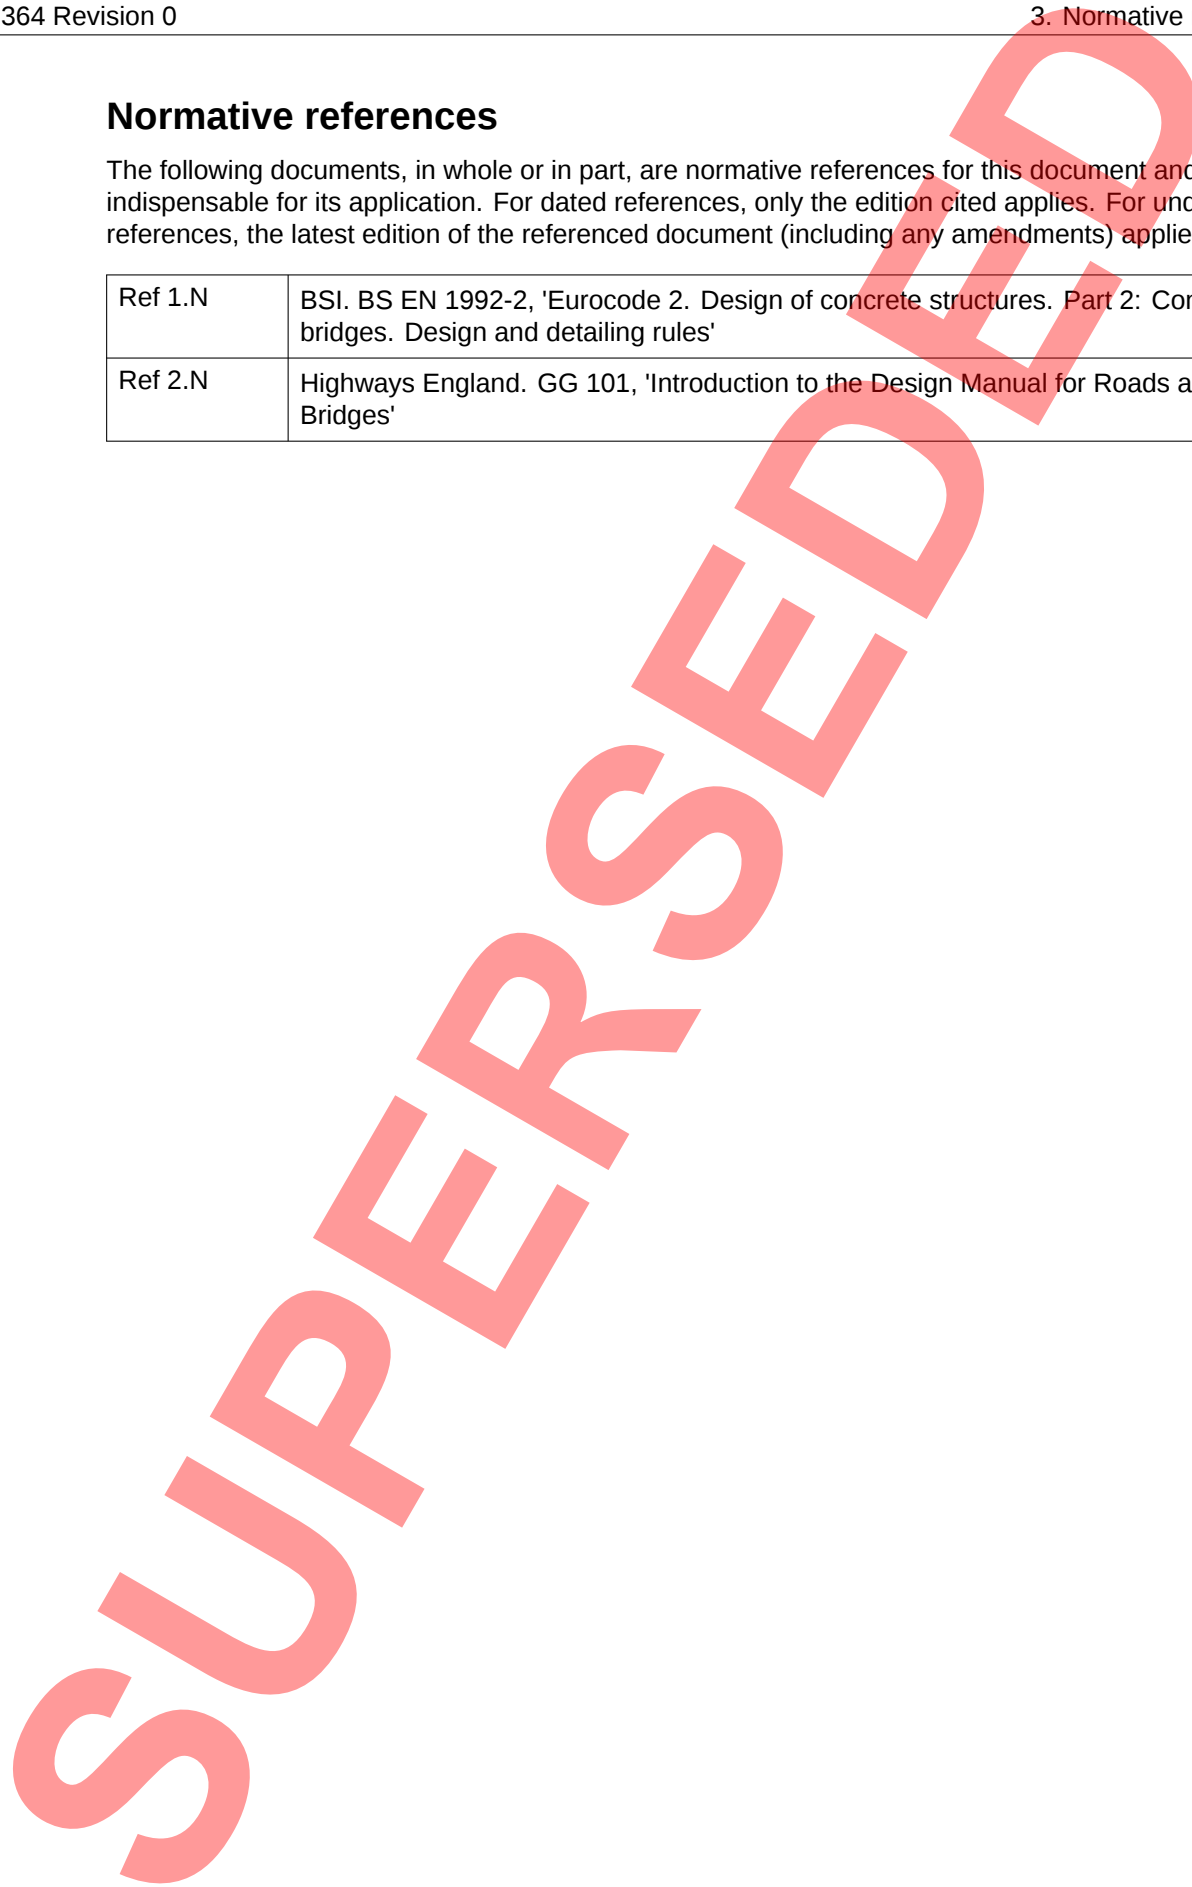 364 Revision 0
3. Normative
Normative references
The following documents, in whole or in part, are normative references for this document and
indispensable for its application. For dated references, only the edition cited applies. For und
references, the latest edition of the referenced document (including any amendments) applie
Ref 1.N
BSI. BS EN 1992-2, 'Eurocode 2. Design of concrete structures. Part 2: Con
bridges. Design and detailing rules'
Ref 2.N
Highways England. GG 101, 'Introduction to the Design Manual for Roads a
Bridges'
SUPERSEDED